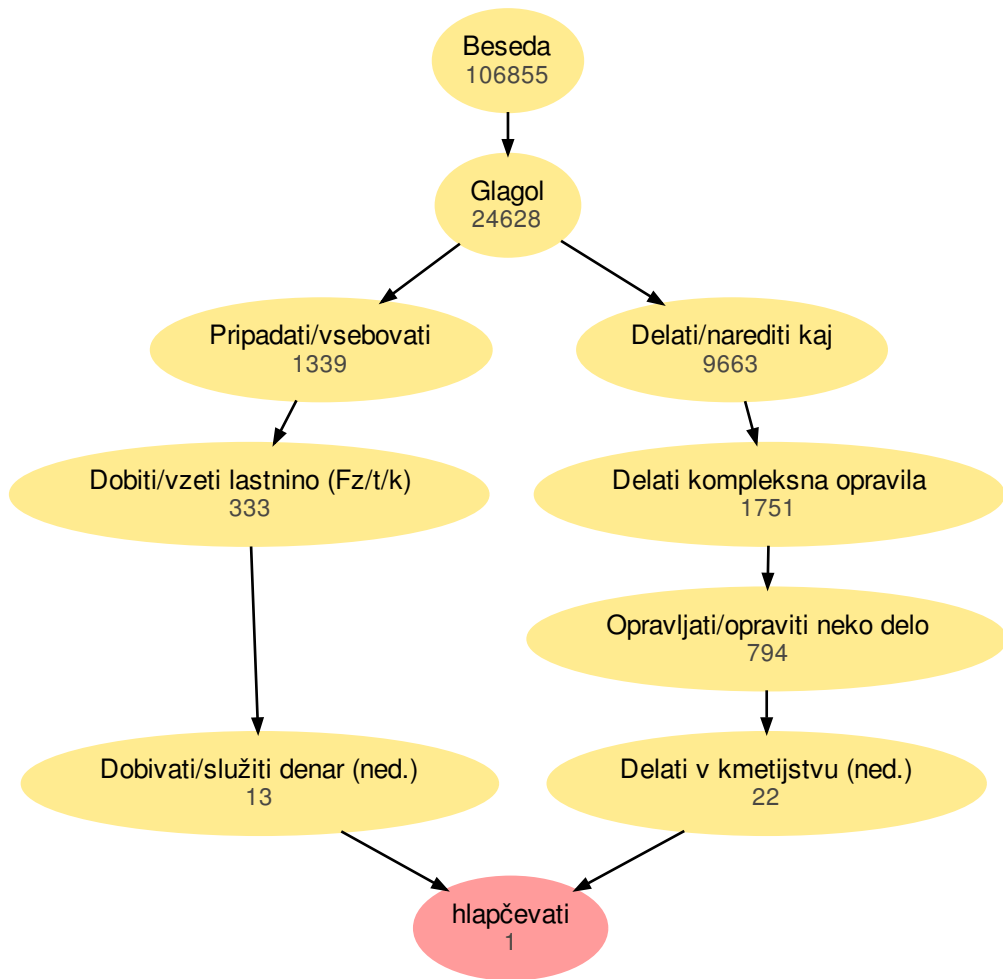 Beseda
106855
Glagol
24628
Pripadati/vsebovati
1339
Delati/narediti kaj
9663
Dobiti/vzeti lastnino (Fz/t/k)
333
Delati kompleksna opravila
1751
Opravljati/opraviti neko delo
794
Dobivati/služiti denar (ned.)
13
Delati v kmetijstvu (ned.)
22
hlapčevati
1